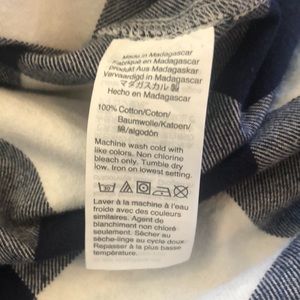 Made in Madagascar
Fabriqué en Madagascar
Produkt Aus Madagaskar
Vervaardigd in Madagascar
マダガスカル製
Hecho en Madagascar
100% Cotton/Coton/
Baumwolle/Katoen/
綿/algodón
Machine wash cold with
like colors. Non chlorine
bleach only. Tumble dry
low. Iron on lowest setting.
Laver à la machine à l'eau
froide avec des couleurs
similaires. Agent de
blanchiment non chloré
seulement. Sécher au
sèche-linge au cycle doux.
Repasser à la plus basse
température.